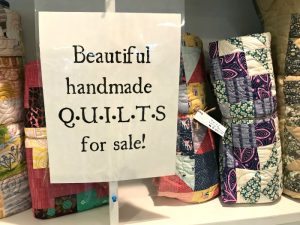 Beautiful
handmade
Q•U•I•L•T•S
for sale!